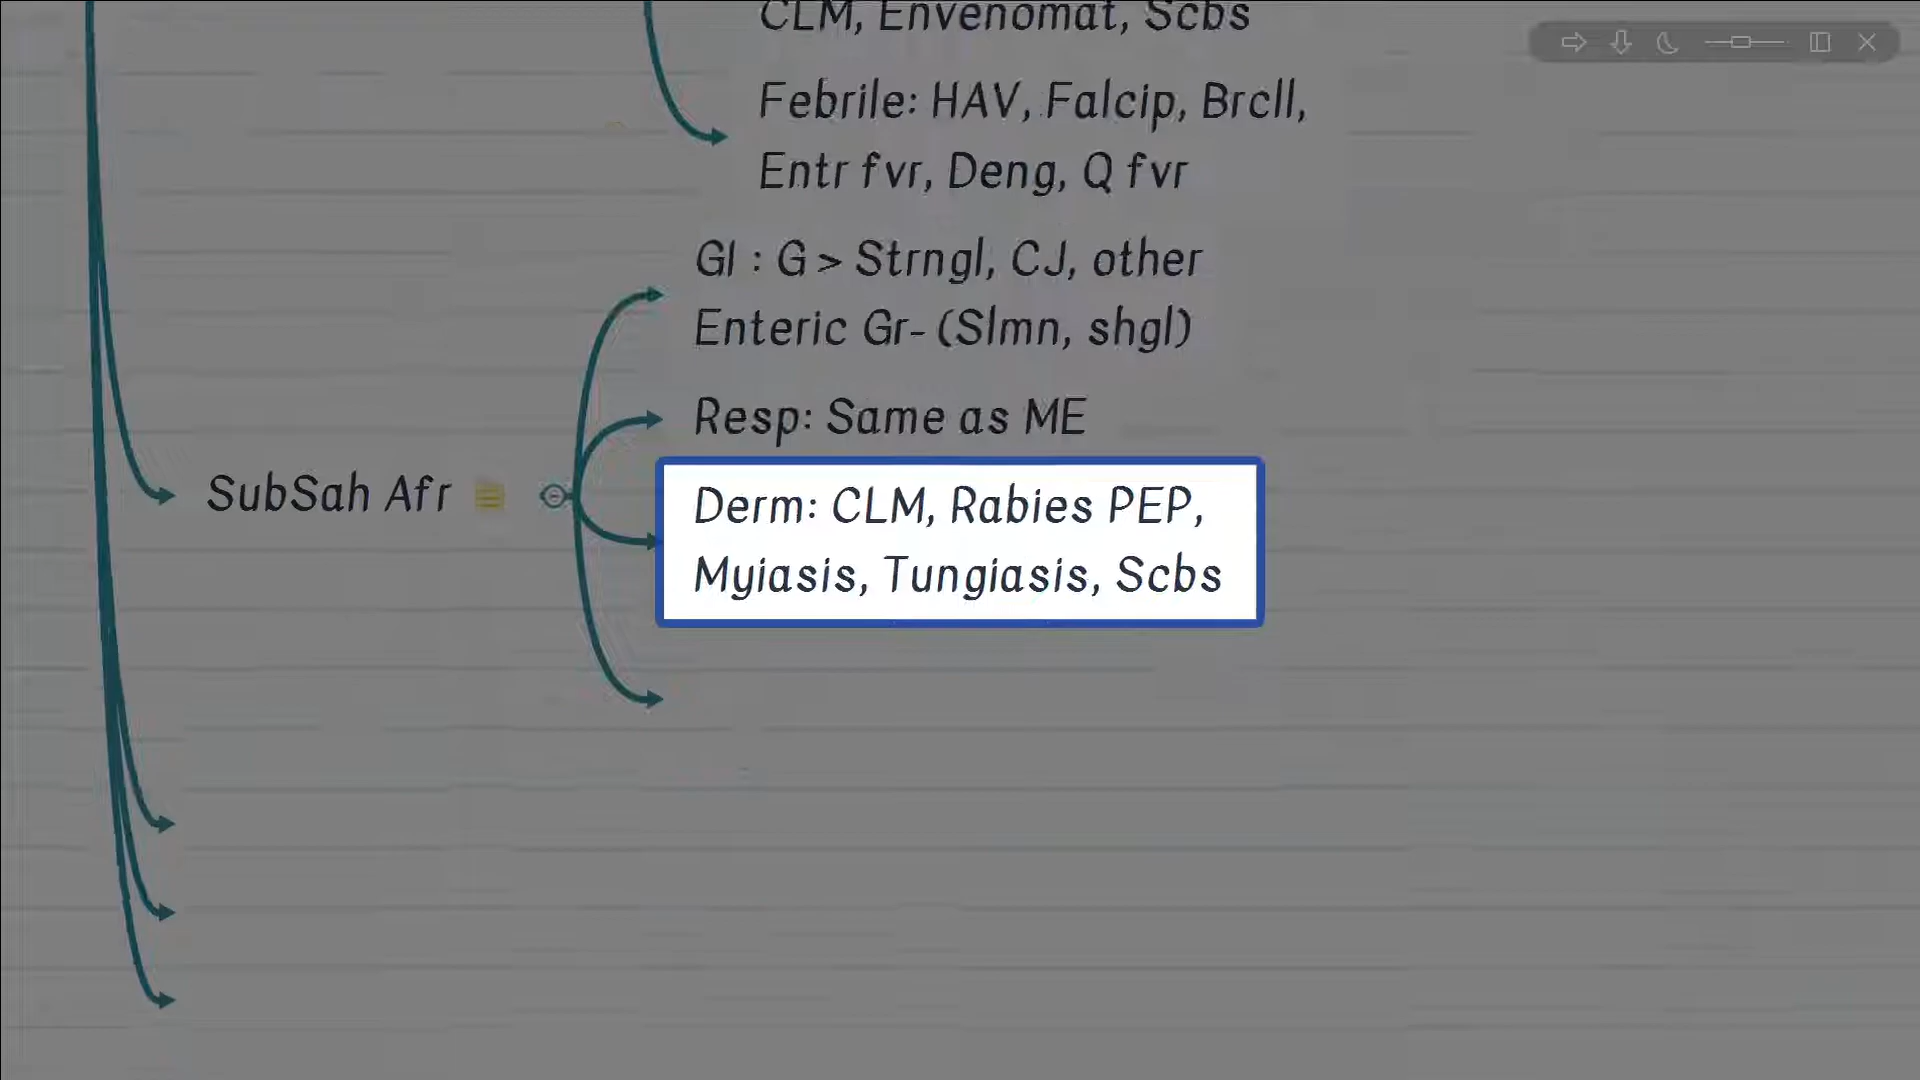 CLM, Envenomat, Scbs
Febrile: HAV, Falcip, Brcll,
Entr fvr, Deng, Q fvr
GI : G > Strngl, CJ, other
Enteric Gr- (Slmn, shgl)
Resp: Same as ME
SubSah Afr
Derm: CLM, Rabies PEP,
Myiasis, Tungiasis, Scbs